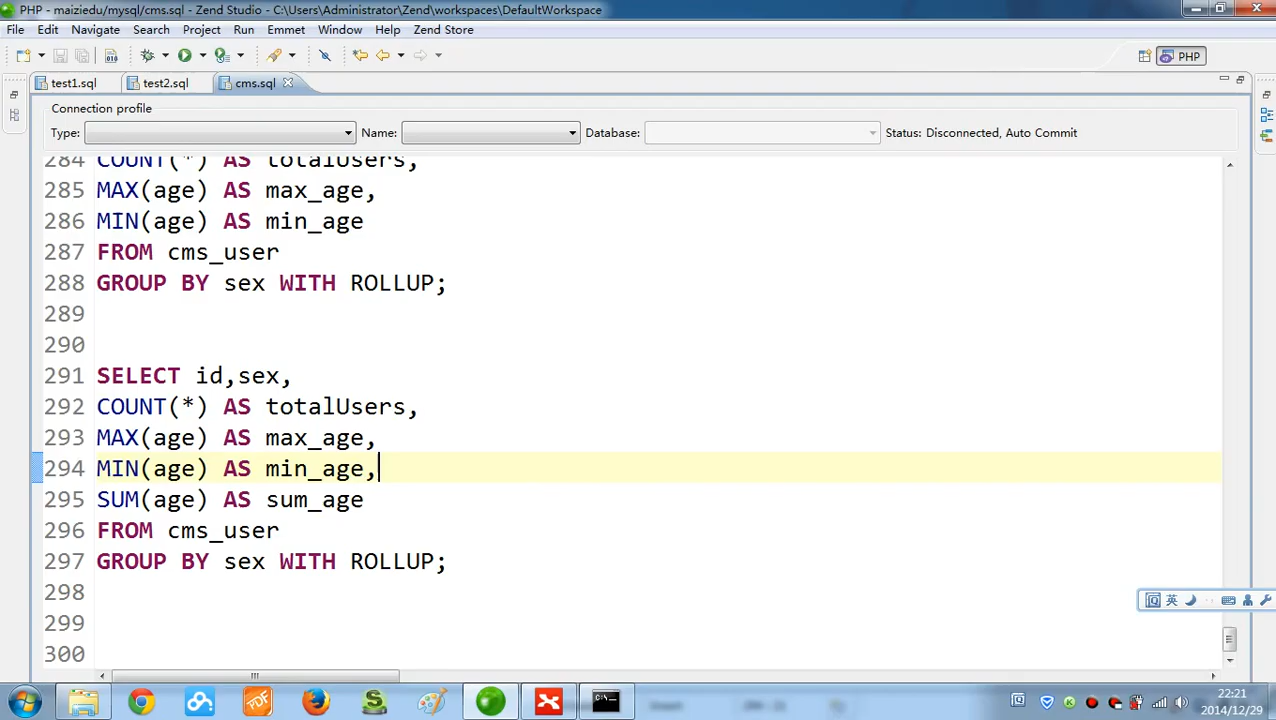 PHP - maiziedu/mysql/cms.sql - Zend Studio - C:\Users\Administrator\Zend\workspaces\DefaultWorkspace
File Edit Navigate Search Project Run Emmet Window Help Zend Store
PHP
test1.sql test2.sql cms.sql
Connection profile
Type: Name: Database: Status: Disconnected, Auto Commit
284 COUNT(*) AS totalUsers,
285 MAX(age) AS max_age,
286 MIN(age) AS min_age
287 FROM cms_user
288 GROUP BY sex WITH ROLLUP;
289
290
291 SELECT id,sex,
292 COUNT(*) AS totalUsers,
293 MAX(age) AS max_age,
294 MIN(age) AS min_age,
295 SUM(age) AS sum_age
296 FROM cms_user
297 GROUP BY sex WITH ROLLUP;
298
299
300
英
PDF
22:21
2014/12/29